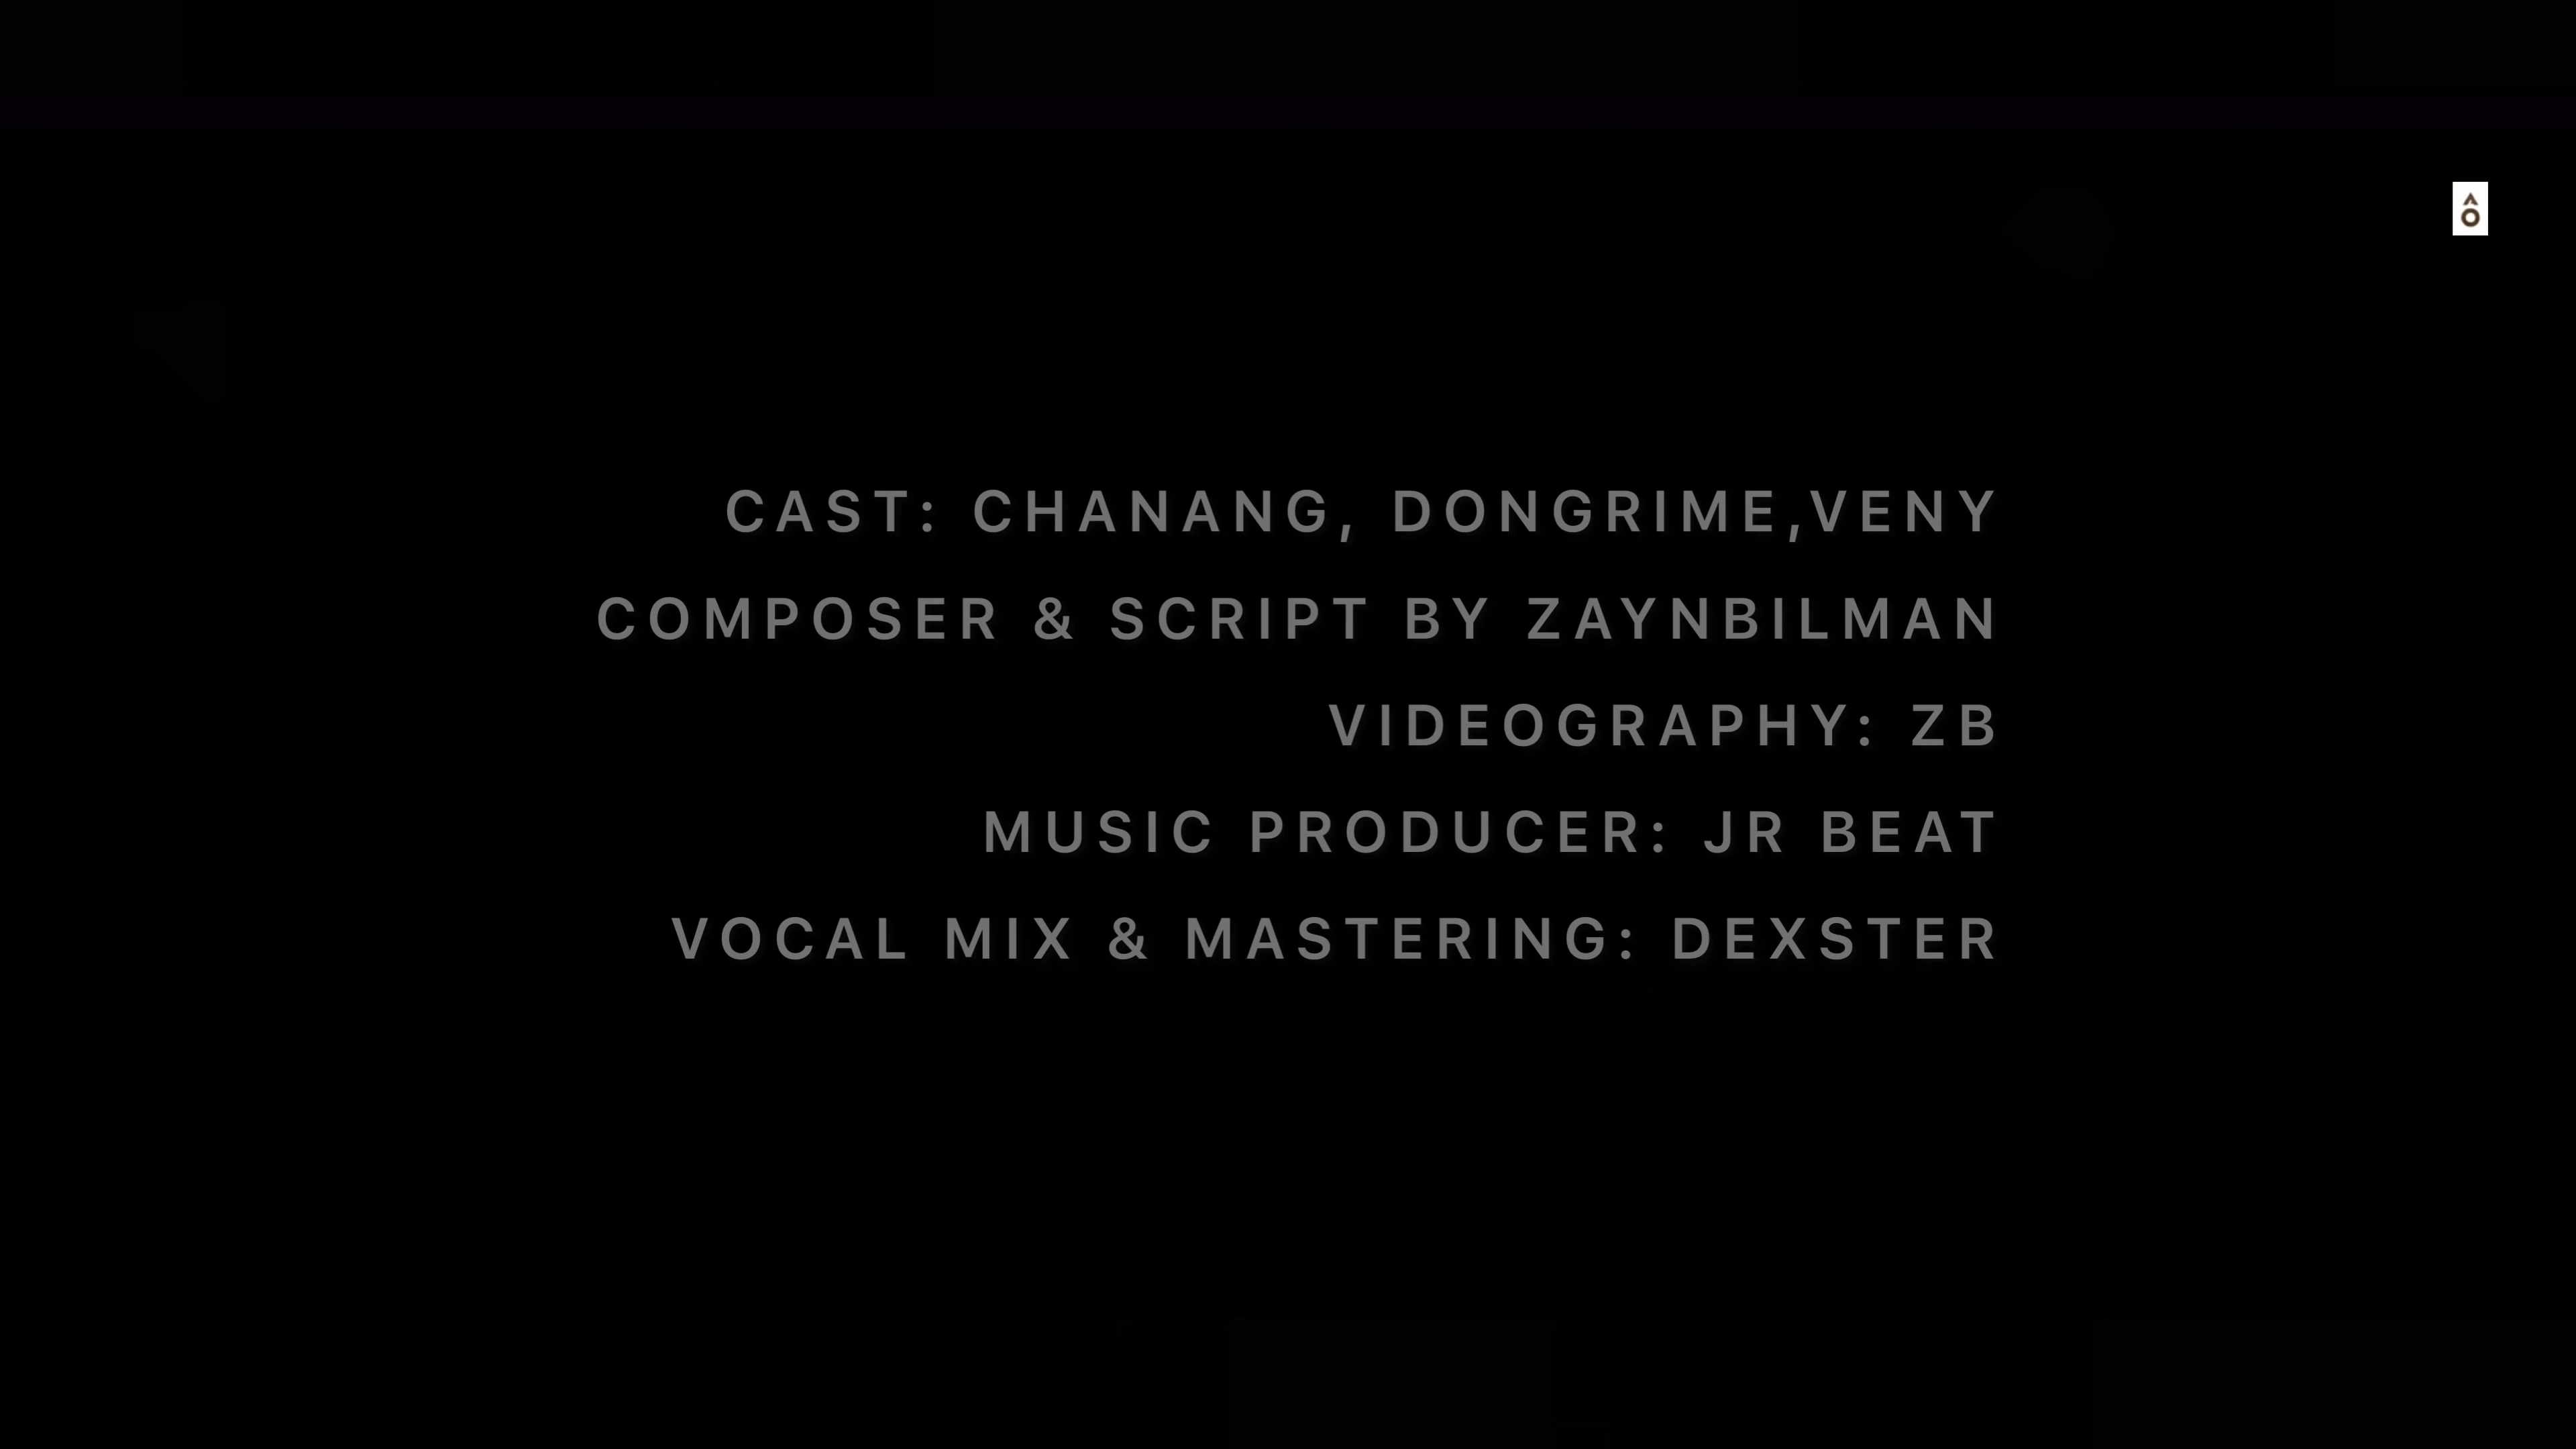 CAST: CHANANG, DONGRIME,VENY
COMPOSER & SCRIPT BY ZAYNBILMAN
VIDEOGRAPHY: ZB
MUSIC PRODUCER: JR BEAT
VOCAL MIX & MASTERING: DEXSTER